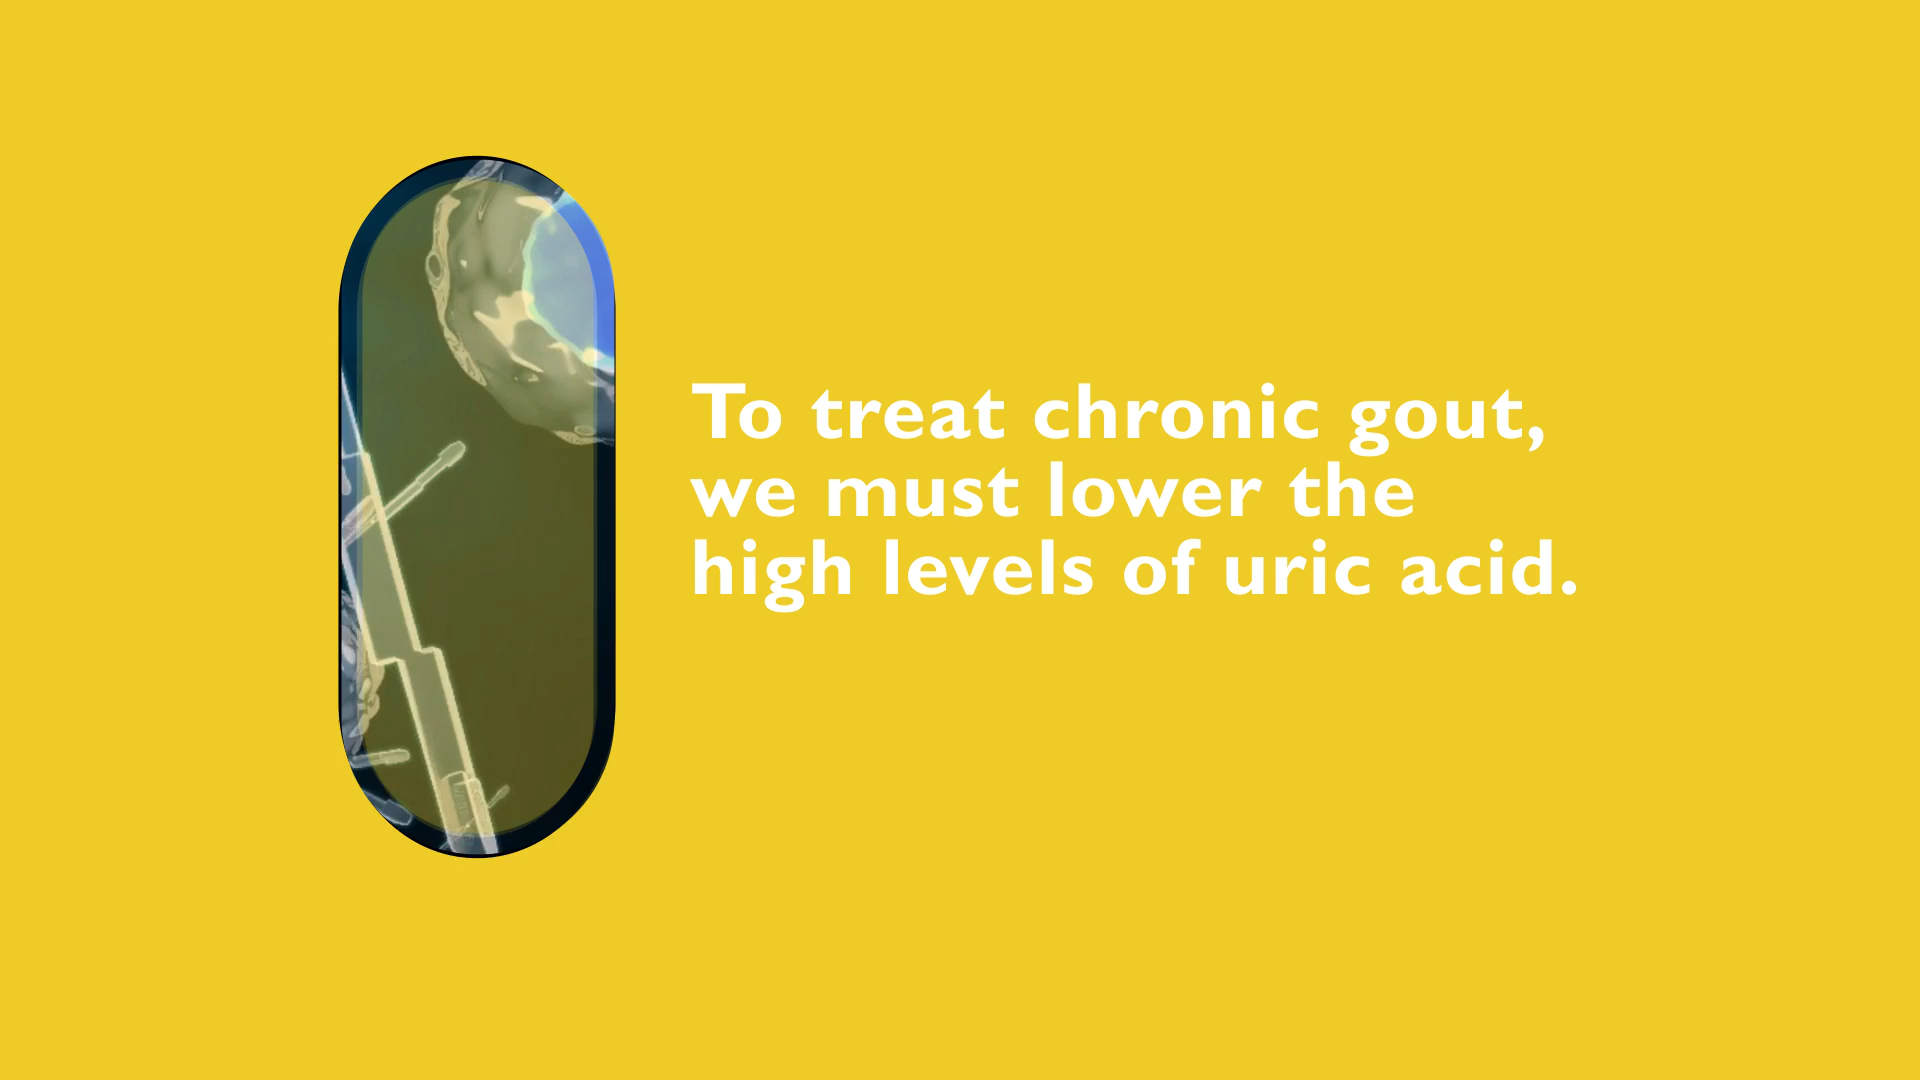 To treat chronic gout,
we must lower the
high levels of uric acid.